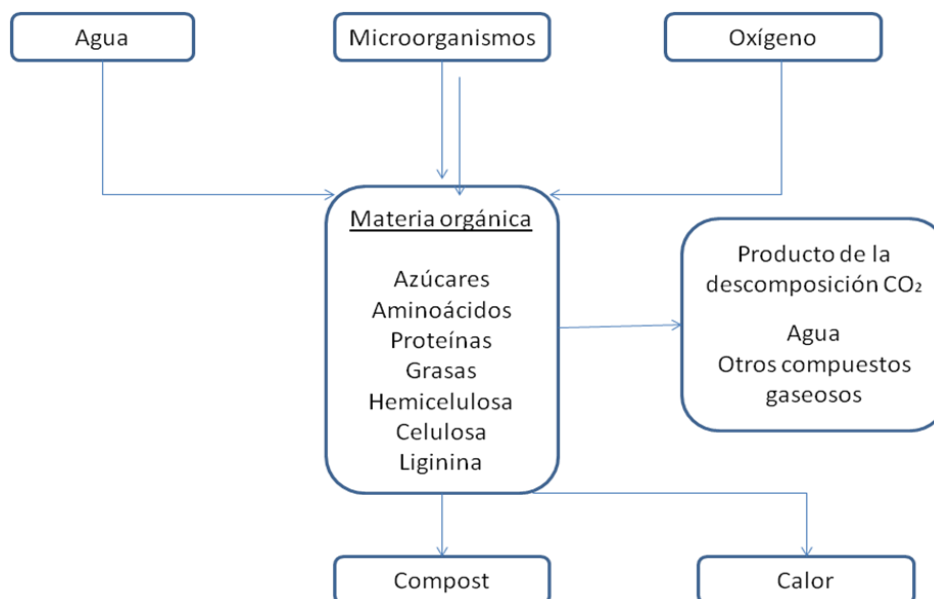 Agua
Microorganismos
Oxígeno
Materia orgánica
Azúcares
Aminoácidos
Proteínas
Grasas
Hemicelulosa
Celulosa
Liginina
Producto de la
descomposición CO₂
Agua
Otros compuestos
gaseosos
Compost
Calor